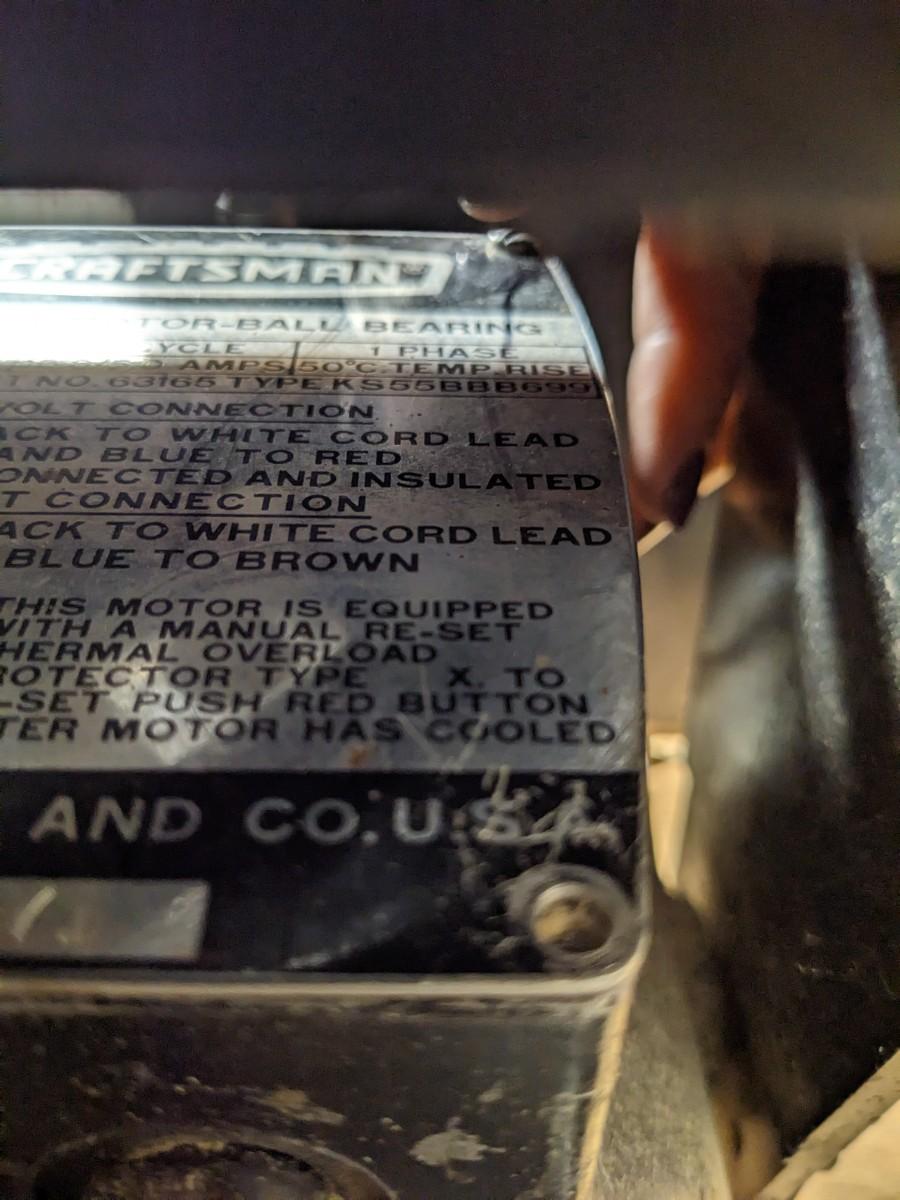 CRAFTSMAN
TOR-BALL BEARING
YCLE 1 PHASE
AMPS 50°C. TEMP. RISE
T NO. 63165 TYPE KS55BBB699
VOLT CONNECTION
ACK TO WHITE CORD LEAD
AND BLUE TO RED
ONNECTED AND INSULATED
T CONNECTION
ACK TO WHITE CORD LEAD
BLUE TO BROWN
THIS MOTOR IS EQUIPPED
WITH A MANUAL RE-SET
HERMAL OVERLOAD
ROTECTOR TYPE X. TO
-SET PUSH RED BUTTON
TER MOTOR HAS COOLED
AND CO. U.S.A.